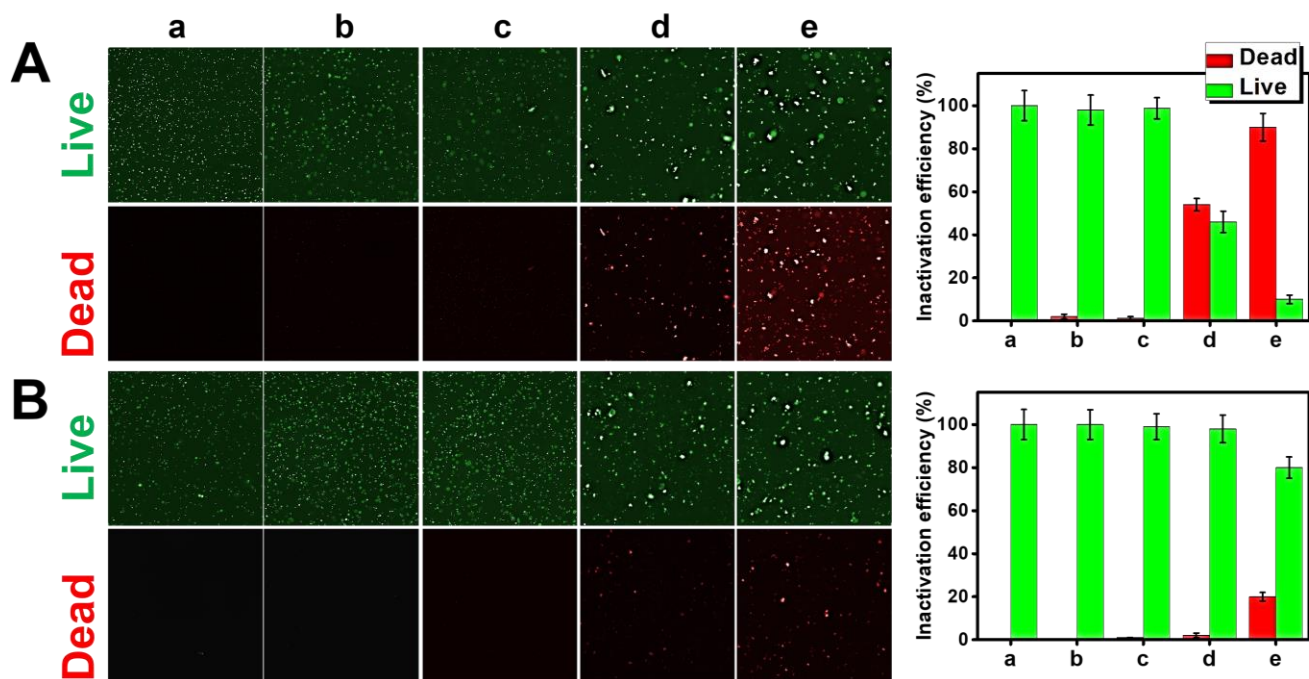 a b c d e
A
Live
Dead
Dead
Live
Inactivation efficiency (%)
100
80
60
40
20
0
a b c d e
B
Live
Dead
Inactivation efficiency (%)
100
80
60
40
20
0
a b c d e